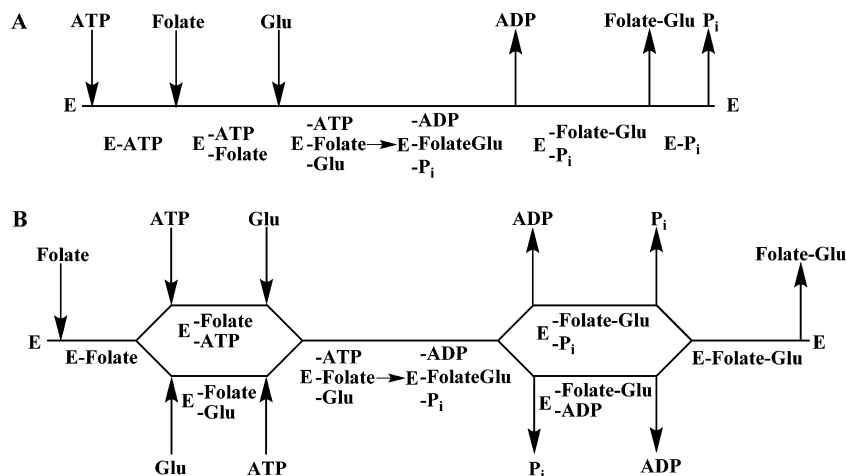 A
ATP Folate Glu ADP Folate-Glu Pi
E E
E-ATP
E -ATP
-Folate
-ATP
E -Folate
-Glu
-ADP
E -FolateGlu
-Pi
E -Folate-Glu
-Pi
E-Pi
B
Folate ATP Glu ADP Pi Folate-Glu
E E
E-Folate
E -Folate
-ATP
E -Folate
-Glu
-ATP
E -Folate
-Glu
-ADP
E -FolateGlu
-Pi
E -Folate-Glu
-Pi
E -Folate-Glu
-ADP
E-Folate-Glu
Glu ATP Pi ADP